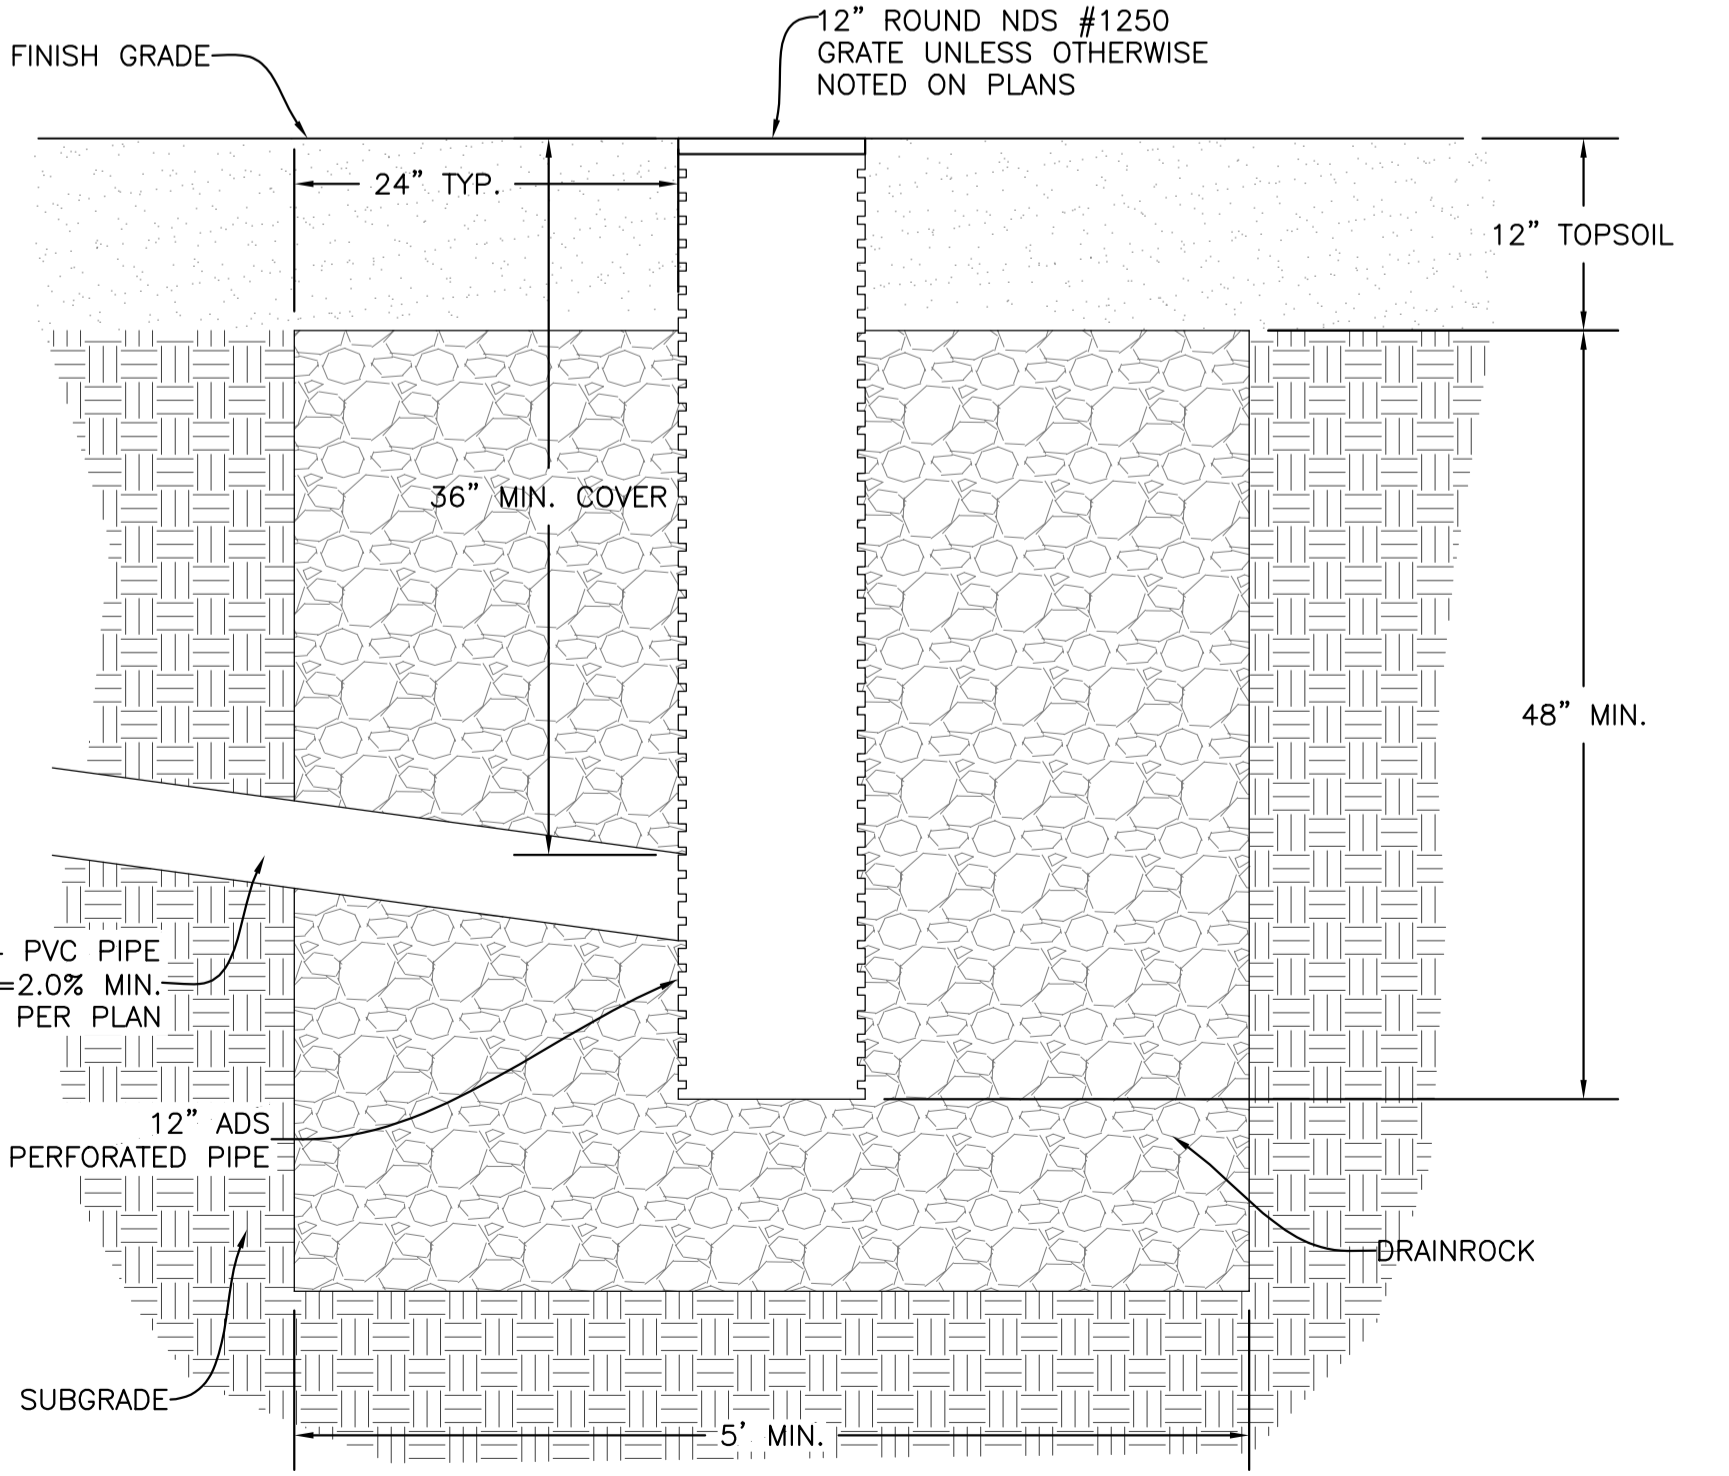 12” ROUND NDS #1250
GRATE UNLESS OTHERWISE
NOTED ON PLANS
FINISH GRADE
24” TYP.
12” TOPSOIL
36” MIN. COVER
48” MIN.
PVC PIPE
=2.0% MIN.
PER PLAN
12” ADS
PERFORATED PIPE
DRAINROCK
SUBGRADE
5’ MIN.